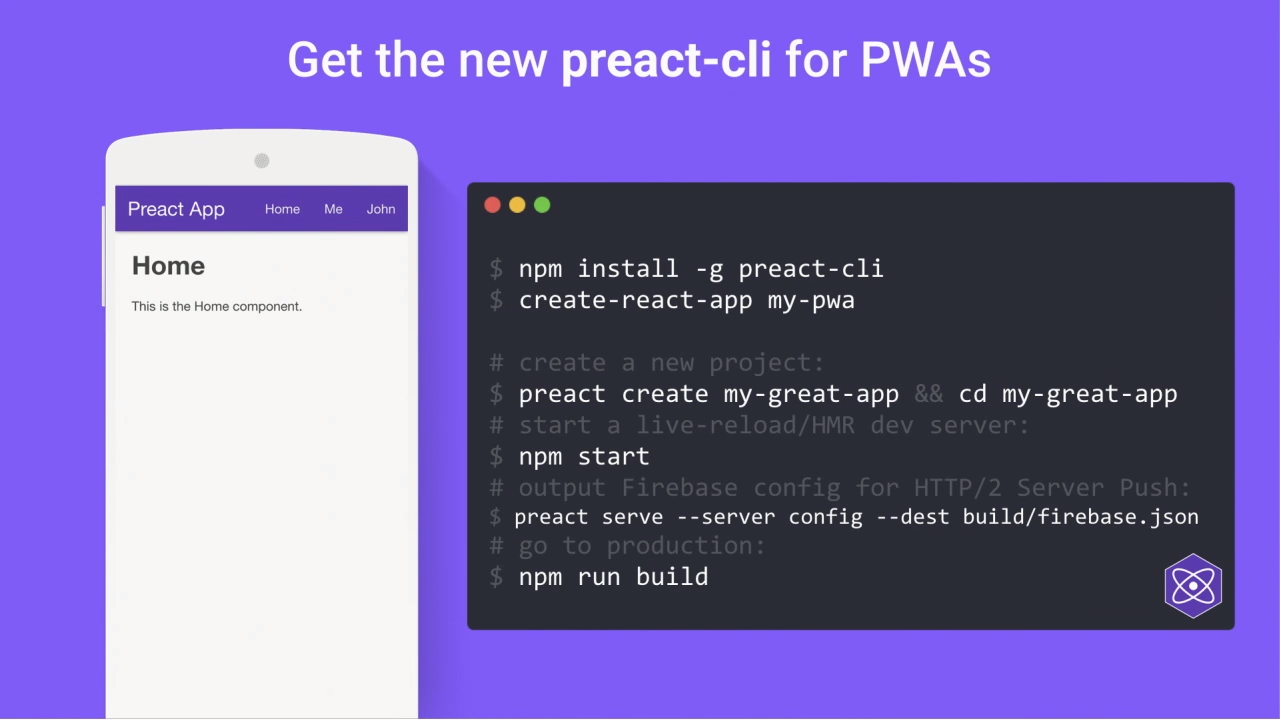 Get the new preact-cli for PWAs
Preact App Home Me John
Home
This is the Home component.
$ npm install -g preact-cli
$ create-react-app my-pwa
# create a new project:
$ preact create my-great-app && cd my-great-app
# start a live-reload/HMR dev server:
$ npm start
# output Firebase config for HTTP/2 Server Push:
$ preact serve --server config --dest build/firebase.json
# go to production:
$ npm run build